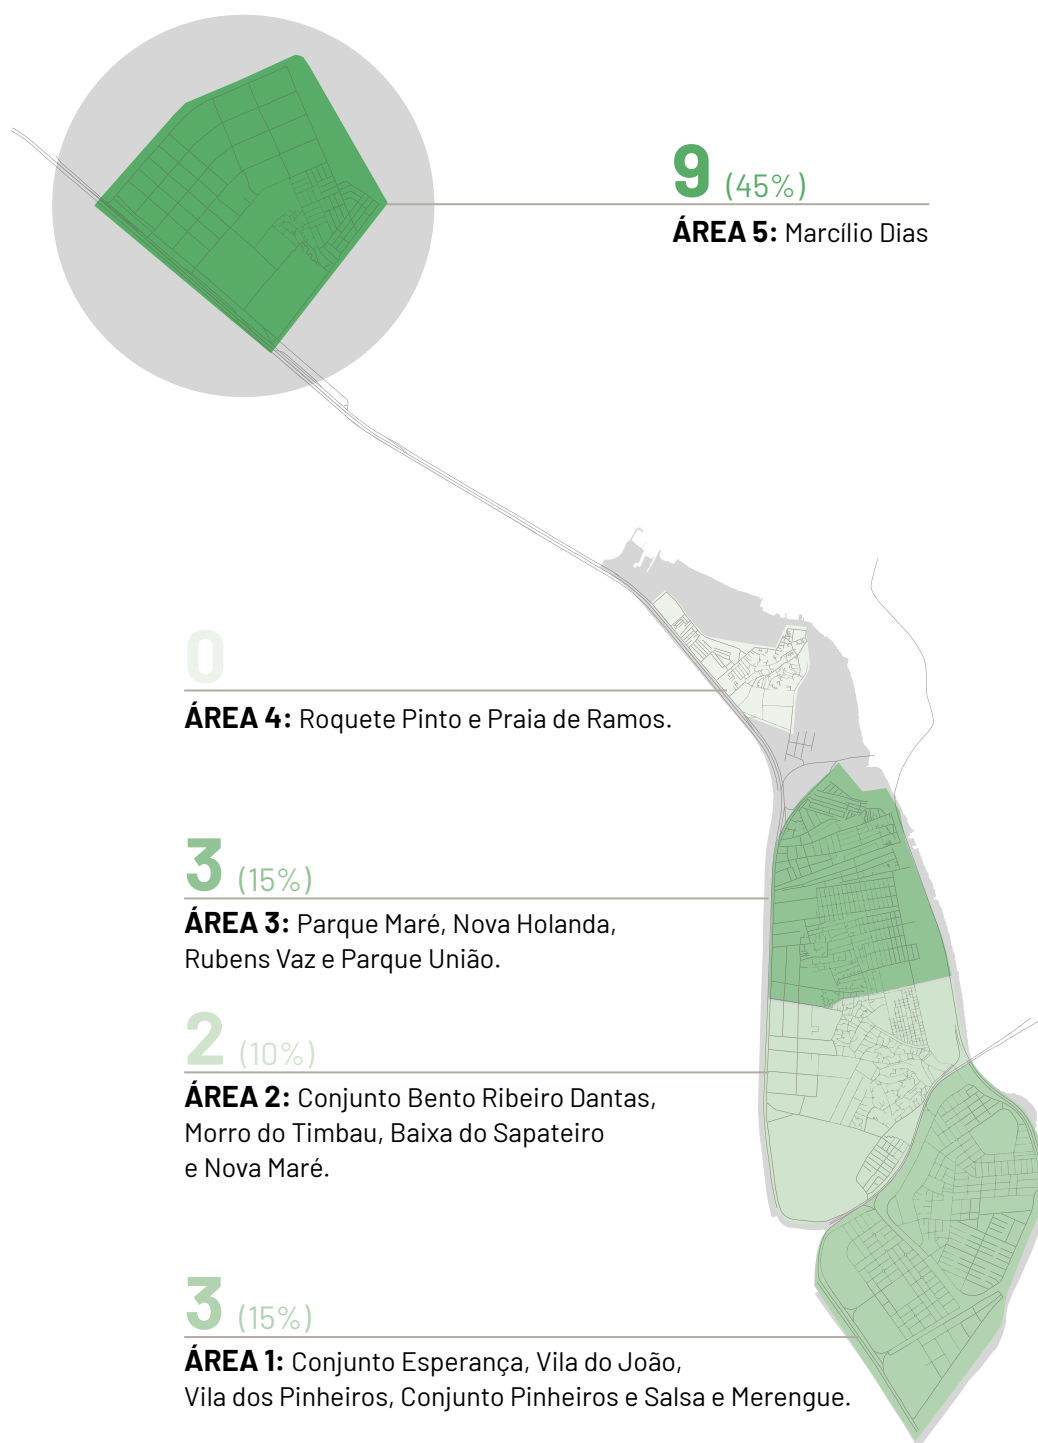 9 (45%)
ÁREA 5: Marcílio Dias
0
ÁREA 4: Roquete Pinto e Praia de Ramos.
3 (15%)
ÁREA 3: Parque Maré, Nova Holanda,
Rubens Vaz e Parque União.
2 (10%)
ÁREA 2: Conjunto Bento Ribeiro Dantas,
Morro do Timbau, Baixa do Sapateiro
e Nova Maré.
3 (15%)
ÁREA 1: Conjunto Esperança, Vila do João,
Vila dos Pinheiros, Conjunto Pinheiros e Salsa e Merengue.